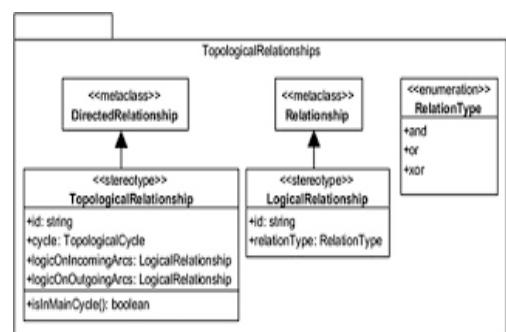 TopologicalRelationships
<<metaclass>>
DirectedRelationship
<<metaclass>>
Relationship
<<enumeration>>
RelationType
+and
+or
+xor
<<stereotype>>
TopologicalRelationship
+id: string
+cycle: TopologicalCycle
+logicOnIncomingArcs: LogicalRelationship
+logicOnOutgoingArcs: LogicalRelationship
+isInMainCycle(): boolean
<<stereotype>>
LogicalRelationship
+id: string
+relationType: RelationType